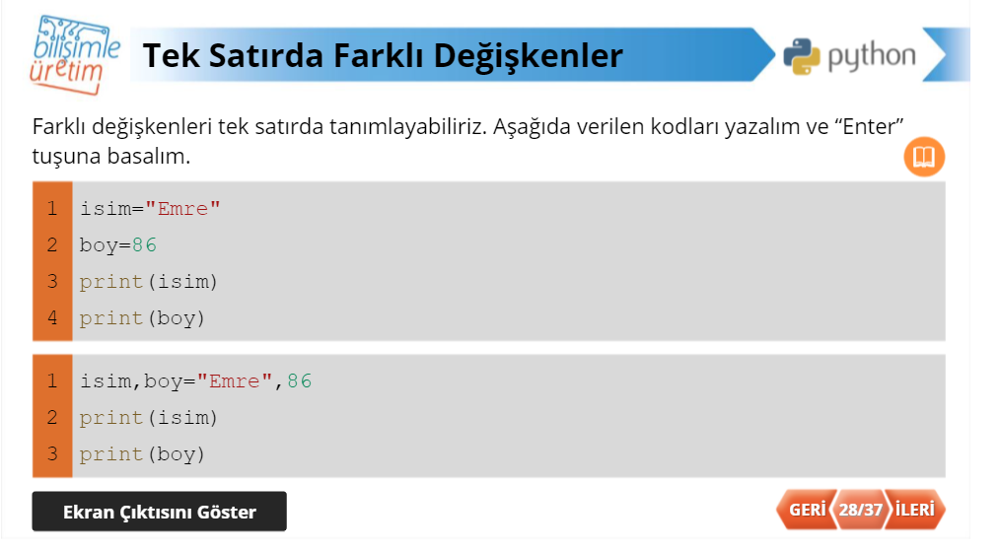 bilişimle
üretim
Tek Satırda Farklı Değişkenler
python
Farklı değişkenleri tek satırda tanımlayabiliriz. Aşağıda verilen kodları yazalım ve “Enter”
tuşuna basalım.
1 isim="Emre"
2 boy=86
3 print(isim)
4 print(boy)
1 isim,boy="Emre",86
2 print(isim)
3 print(boy)
Ekran Çıktısını Göster
GERİ 28/37 İLERİ